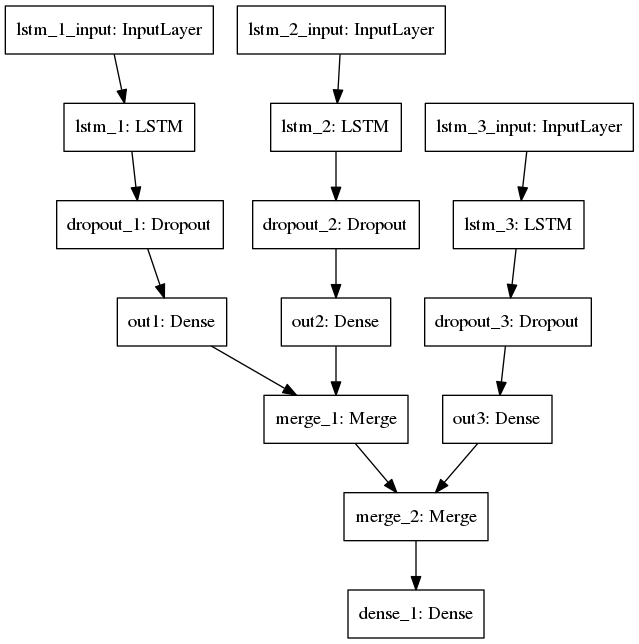 lstm_1_input: InputLayer
lstm_2_input: InputLayer
lstm_1: LSTM
lstm_2: LSTM
lstm_3_input: InputLayer
dropout_1: Dropout
dropout_2: Dropout
lstm_3: LSTM
out1: Dense
out2: Dense
dropout_3: Dropout
merge_1: Merge
out3: Dense
merge_2: Merge
dense_1: Dense